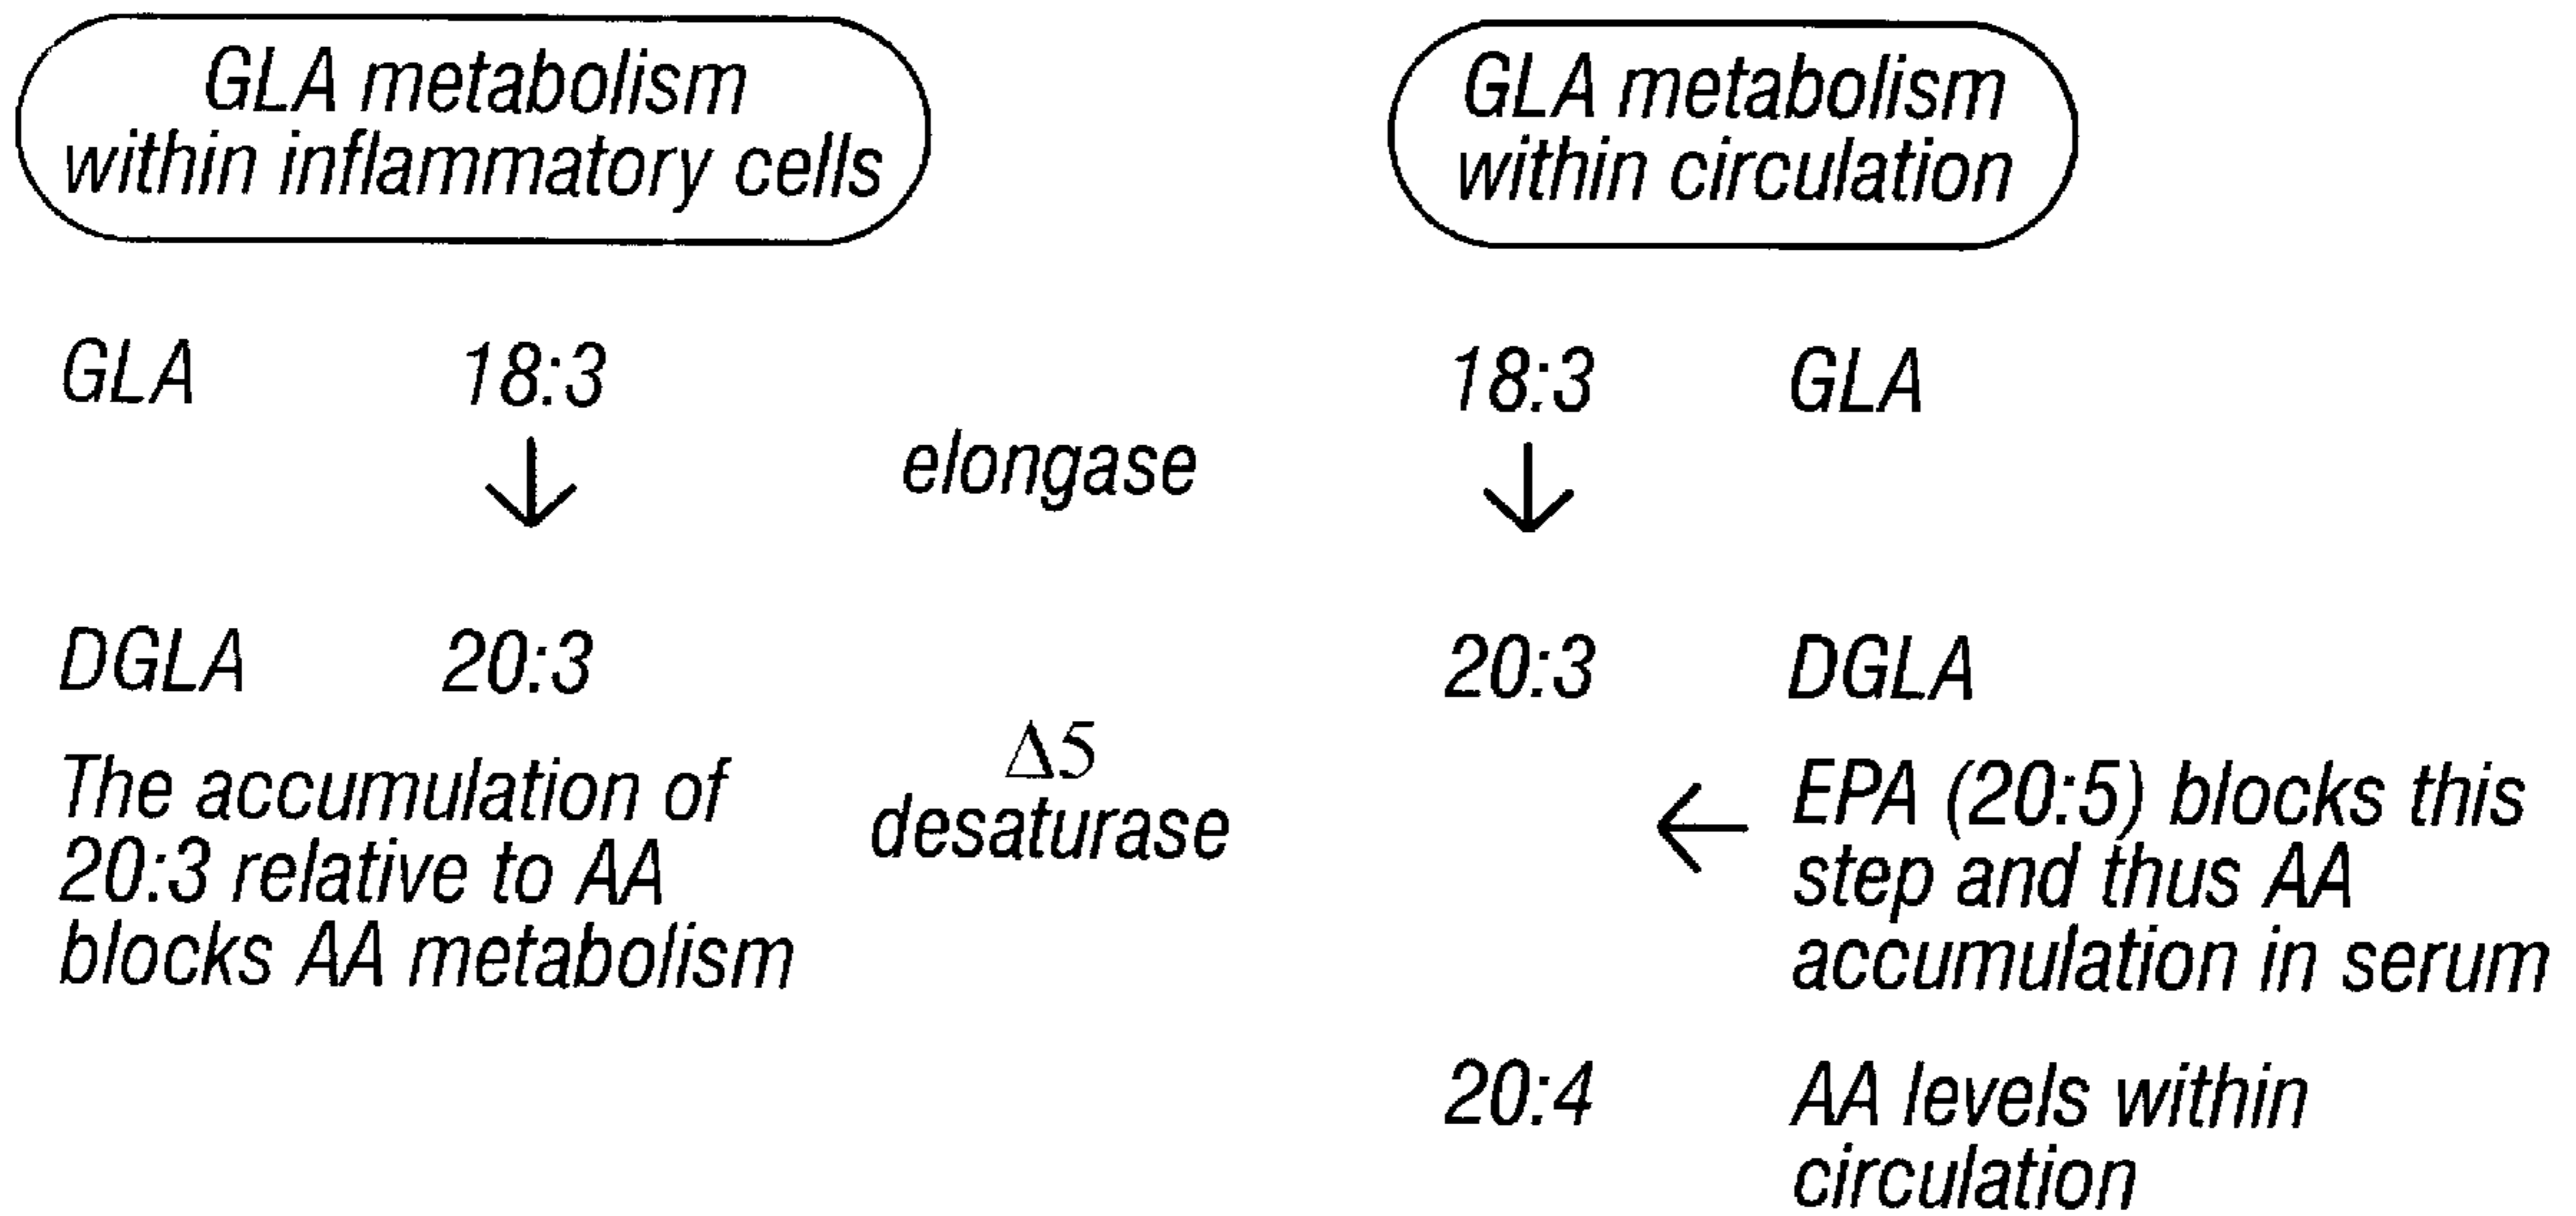 GLA metabolism
within inflammatory cells
GLA metabolism
within circulation
GLA 18:3
elongase
18:3 GLA
DGLA 20:3
20:3 DGLA
The accumulation of
20:3 relative to AA
blocks AA metabolism
Δ5
desaturase
EPA (20:5) blocks this
step and thus AA
accumulation in serum
20:4 AA levels within
circulation